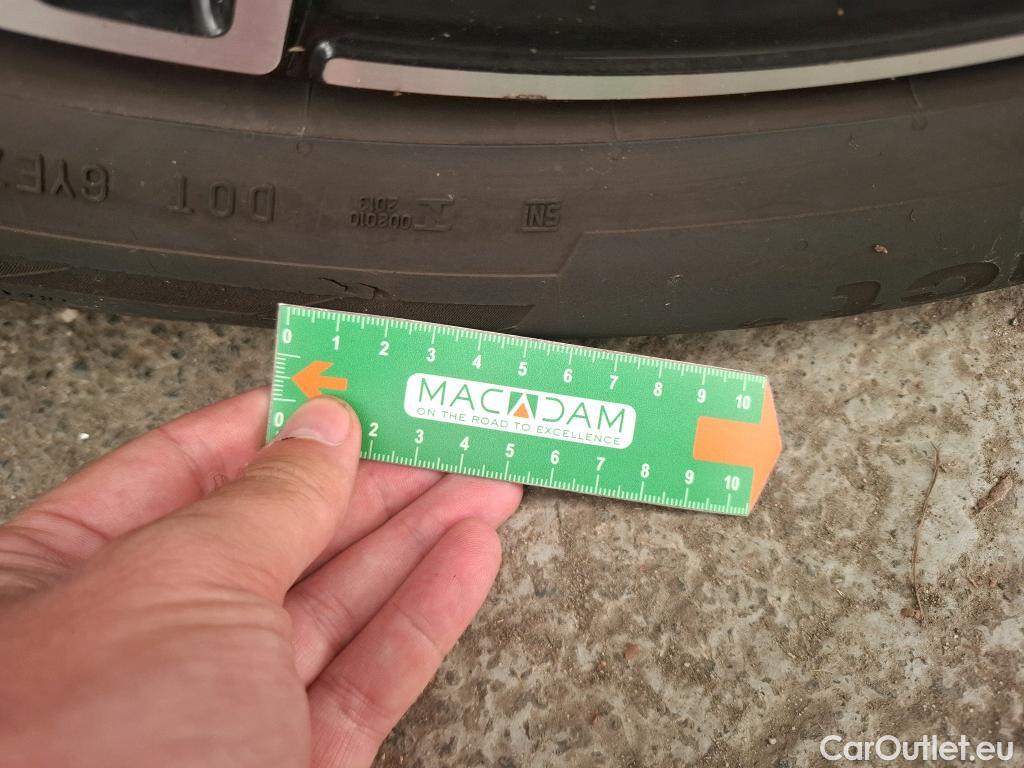 DOT 6YE
002010
2013
SNI
0 1 2 3 4 5 6 7 8 9 10
MACADAM
ON THE ROAD TO EXCELLENCE
0 2 3 4 5 6 7 8 9 10
CarOutlet.eu